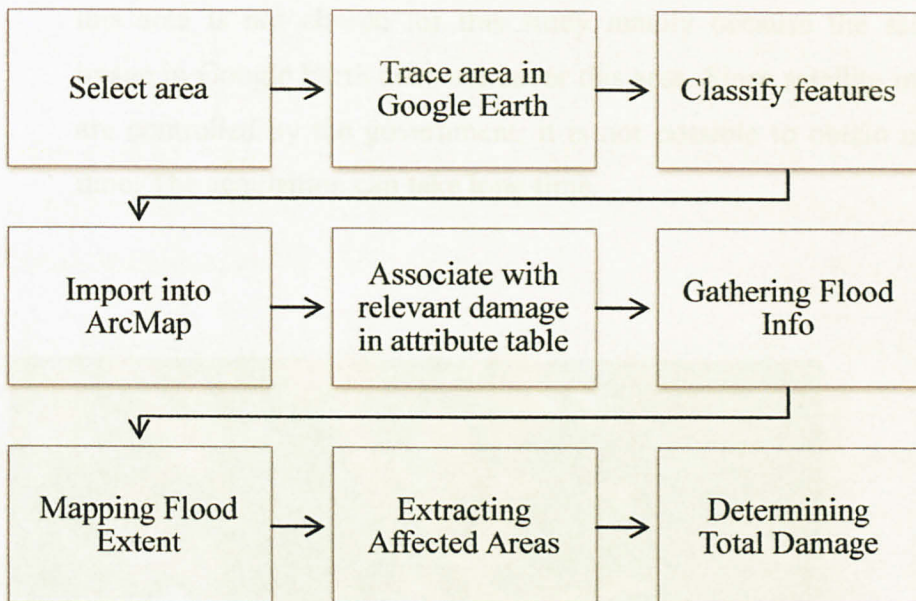 Select area
Trace area in
Google Earth
Classify features
Import into
ArcMap
Associate with
relevant damage
in attribute table
Gathering Flood
Info
Mapping Flood
Extent
Extracting
Affected Areas
Determining
Total Damage